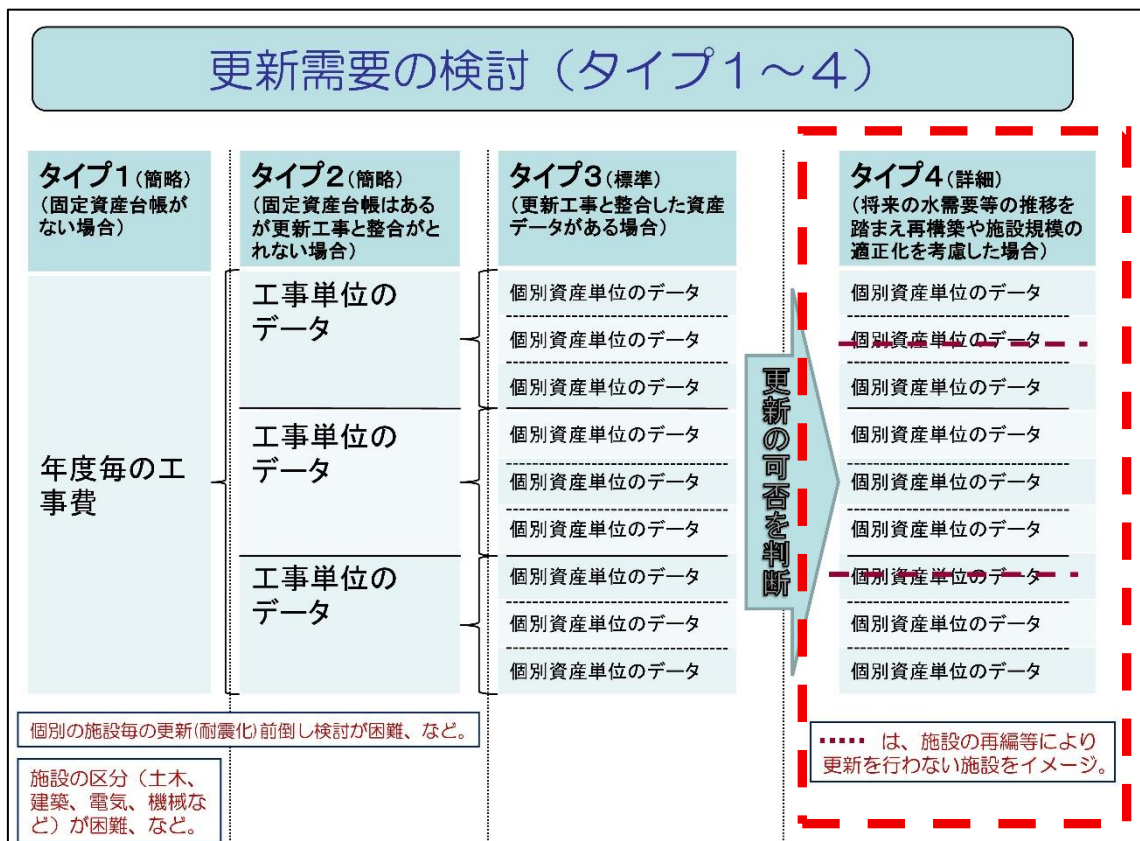 更新需要の検討（タイプ１～４）
タイプ1(簡略)
(固定資産台帳が
ない場合)
年度毎の工
事費
タイプ2(簡略)
(固定資産台帳はある
が更新工事と整合がと
れない場合)
工事単位の
データ
工事単位の
データ
工事単位の
データ
タイプ3(標準)
(更新工事と整合した資産
データがある場合)
個別資産単位のデータ
個別資産単位のデータ
個別資産単位のデータ
個別資産単位のデータ
個別資産単位のデータ
個別資産単位のデータ
個別資産単位のデータ
個別資産単位のデータ
個別資産単位のデータ
更新の可否を判断
タイプ4(詳細)
(将来の水需要等の推移を
踏まえ再構築や施設規模の
適正化を考慮した場合)
個別資産単位のデータ
個別資産単位のデータ
個別資産単位のデータ
個別資産単位のデータ
個別資産単位のデータ
個別資産単位のデータ
個別資産単位のデータ
個別資産単位のデータ
個別資産単位のデータ
個別の施設毎の更新(耐震化)前倒し検討が困難、など。
施設の区分（土木、
建築、電気、機械な
ど）が困難、など。
は、施設の再編等により
更新を行わない施設をイメージ。